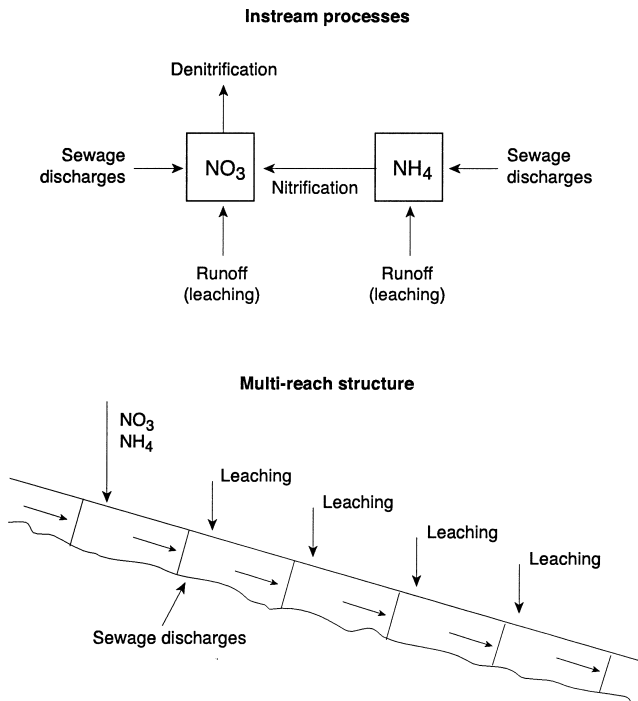 Instream processes
Denitrification
Sewage
discharges
NO3
Nitrification
NH4
Sewage
discharges
Runoff
(leaching)
Runoff
(leaching)
Multi-reach structure
NO3
NH4
Leaching
Leaching
Leaching
Leaching
Sewage discharges